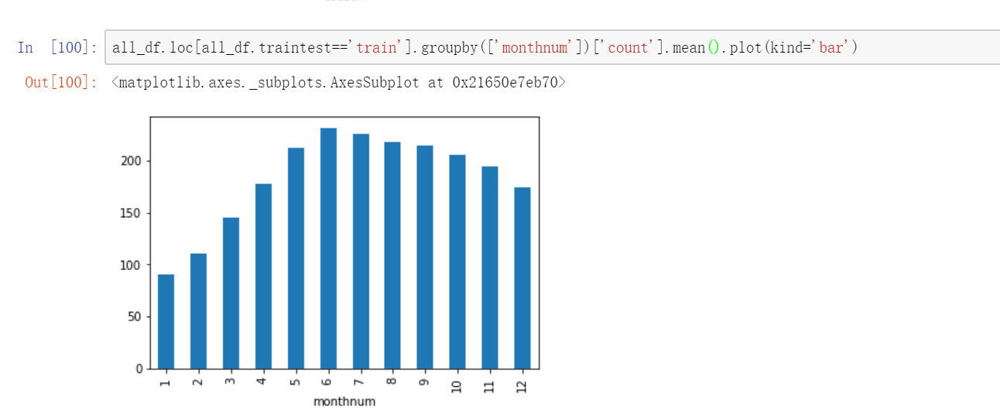 In [100]: all_df.loc[all_df.traintest=='train'].groupby(['monthnum'])['count'].mean().plot(kind='bar')
Out[100]: <matplotlib.axes._subplots.AxesSubplot at 0x21650e7eb70>
200
150
100
50
0
1 2 3 4 5 6 7 8 9 10 11 12
monthnum